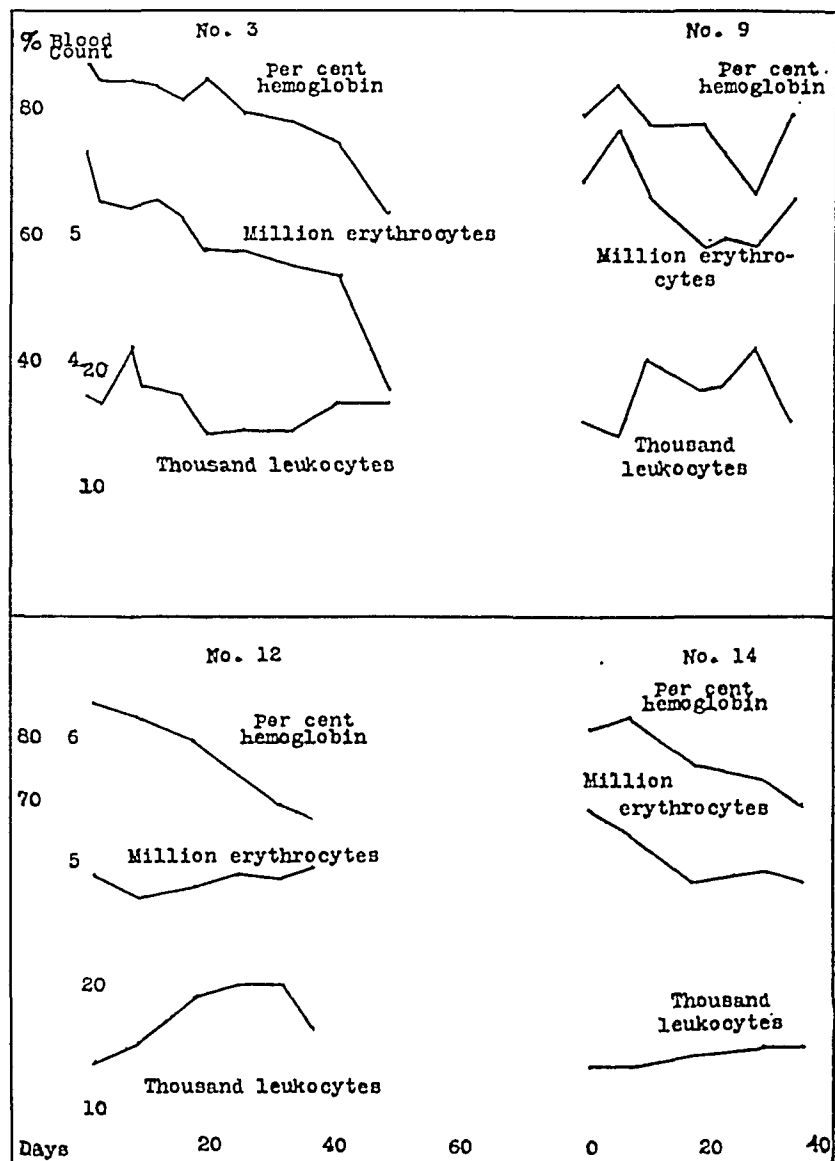 % Blood Count
No. 3
No. 9
Per cent
hemoglobin
Per cent
hemoglobin
80
60 5
Million erythrocytes
Million erythro-
cytes
40 4
20
Thousand leukocytes
Thousand
leukocytes
10
No. 12
No. 14
Per cent
hemoglobin
Per cent
hemoglobin
80 6
70
Million
erythrocytes
5
Million erythrocytes
20
Thousand
leukocytes
Thousand leukocytes
10
Days 20 40 60 0 20 40